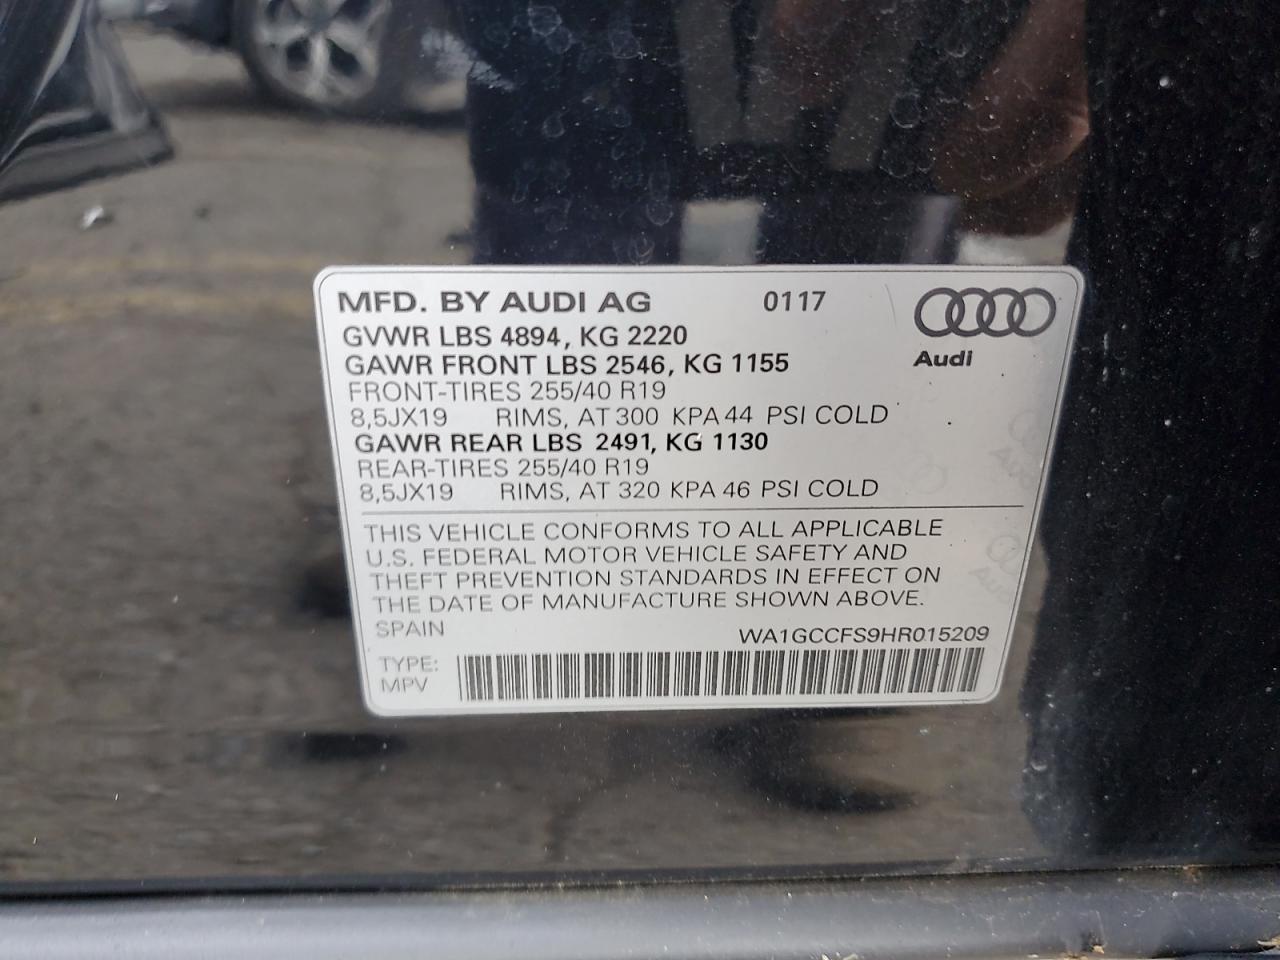 MFD. BY AUDI AG 0117
Audi
GVWR LBS 4894, KG 2220
GAWR FRONT LBS 2546, KG 1155
FRONT-TIRES 255/40 R19
8,5JX19 RIMS, AT 300 KPA 44 PSI COLD
GAWR REAR LBS 2491, KG 1130
REAR-TIRES 255/40 R19
8,5JX19 RIMS, AT 320 KPA 46 PSI COLD
THIS VEHICLE CONFORMS TO ALL APPLICABLE
U.S. FEDERAL MOTOR VEHICLE SAFETY AND
THEFT PREVENTION STANDARDS IN EFFECT ON
THE DATE OF MANUFACTURE SHOWN ABOVE.
SPAIN WA1GCCFS9HR015209
TYPE:
MPV